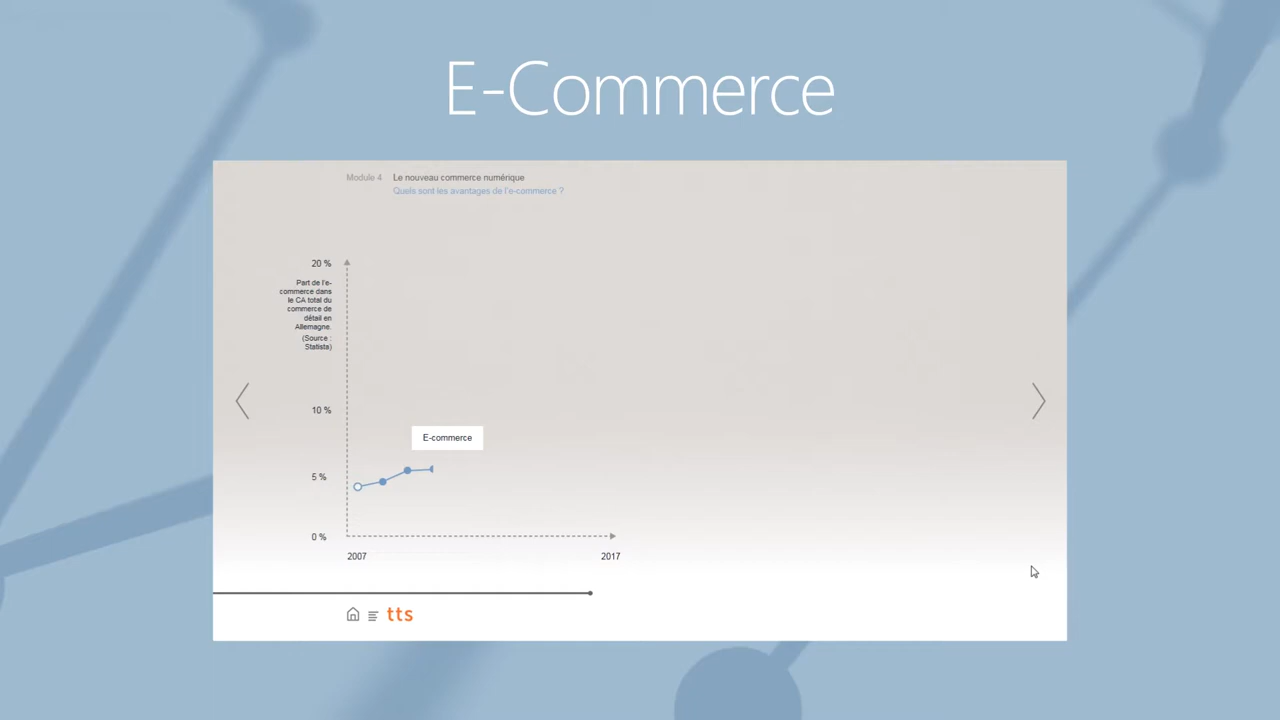 E-Commerce
Module 4 Le nouveau commerce numérique
Quels sont les avantages de l'e-commerce ?
20 %
Part de l'e-
commerce dans
le CA total du
commerce de
détail en
Allemagne.
(Source :
Statista)
10 %
E-commerce
5 %
0 %
2007 2017
tts